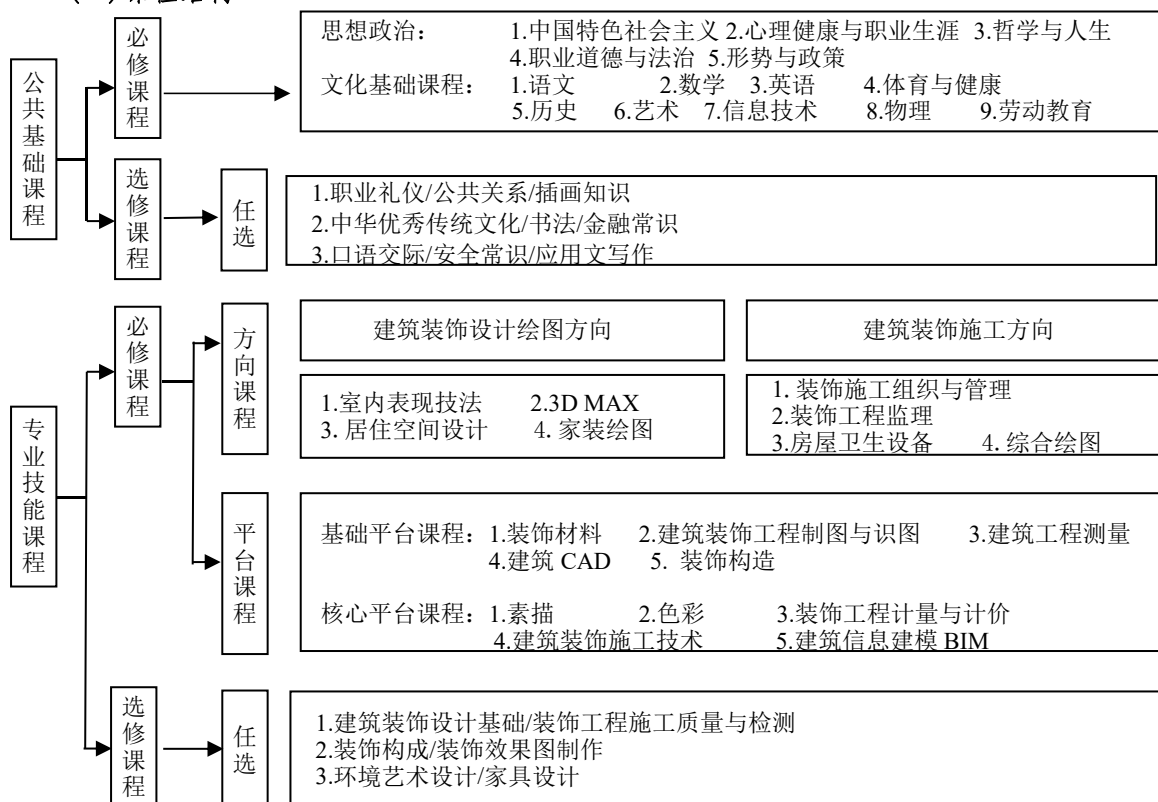 公共基础课程
必修课程
思想政治: 1.中国特色社会主义 2.心理健康与职业生涯 3.哲学与人生
4.职业道德与法治 5.形势与政策
文化基础课程: 1.语文 2.数学 3.英语 4.体育与健康
5.历史 6.艺术 7.信息技术 8.物理 9.劳动教育
选修课程
任选
1.职业礼仪/公共关系/插画知识
2.中华优秀传统文化/书法/金融常识
3.口语交际/安全常识/应用文写作
专业技能课程
必修课程
方向课程
建筑装饰设计绘图方向
建筑装饰施工方向
1.室内表现技法 2.3D MAX
3. 居住空间设计 4. 家装绘图
1. 装饰施工组织与管理
2.装饰工程监理
3.房屋卫生设备 4. 综合绘图
平台课程
基础平台课程: 1.装饰材料 2.建筑装饰工程制图与识图 3.建筑工程测量
4.建筑 CAD 5. 装饰构造
核心平台课程: 1.素描 2.色彩 3.装饰工程计量与计价
4.建筑装饰施工技术 5.建筑信息建模 BIM
选修课程
任选
1.建筑装饰设计基础/装饰工程施工质量与检测
2.装饰构成/装饰效果图制作
3.环境艺术设计/家具设计